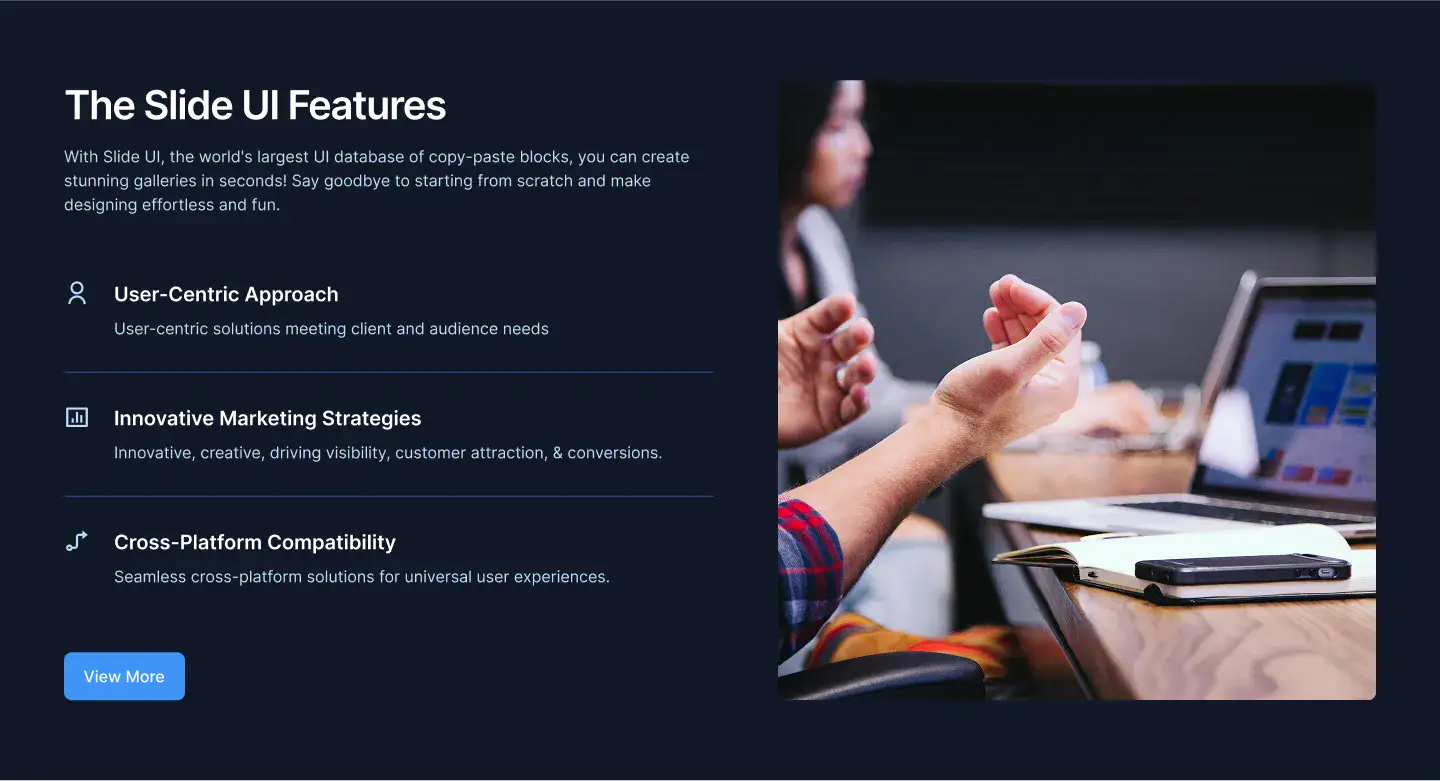 The Slide UI Features
With Slide UI, the world's largest UI database of copy-paste blocks, you can create
stunning galleries in seconds! Say goodbye to starting from scratch and make
designing effortless and fun.
User-Centric Approach
User-centric solutions meeting client and audience needs
Innovative Marketing Strategies
Innovative, creative, driving visibility, customer attraction, & conversions.
Cross-Platform Compatibility
Seamless cross-platform solutions for universal user experiences.
View More